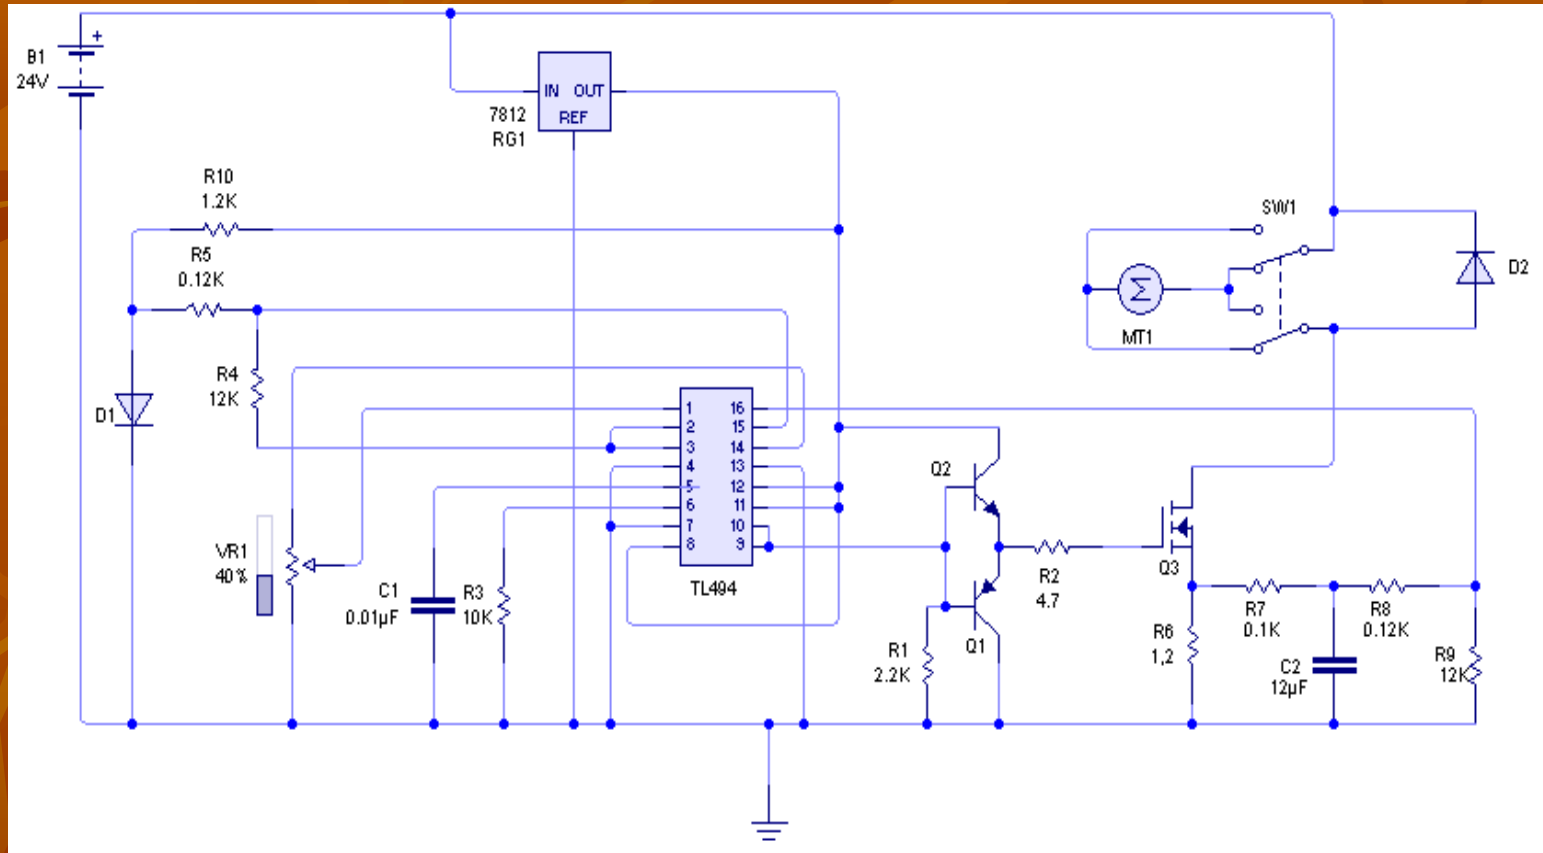 B1
24V
+
IN OUT
REF
7812
RG1
R10
1.2K
R5
0.12K
SW1
D2
MT1
R4
12K
D1
1 16
2 15
3 14
4 13
5 12
6 11
7 10
8 9
TL494
Q2
Q3
VR1
40%
C1
0.01µF
R3
10K
R2
4.7
Q1
R1
2.2K
R7
0.1K
R8
0.12K
R6
1,2
C2
12µF
R9
12K